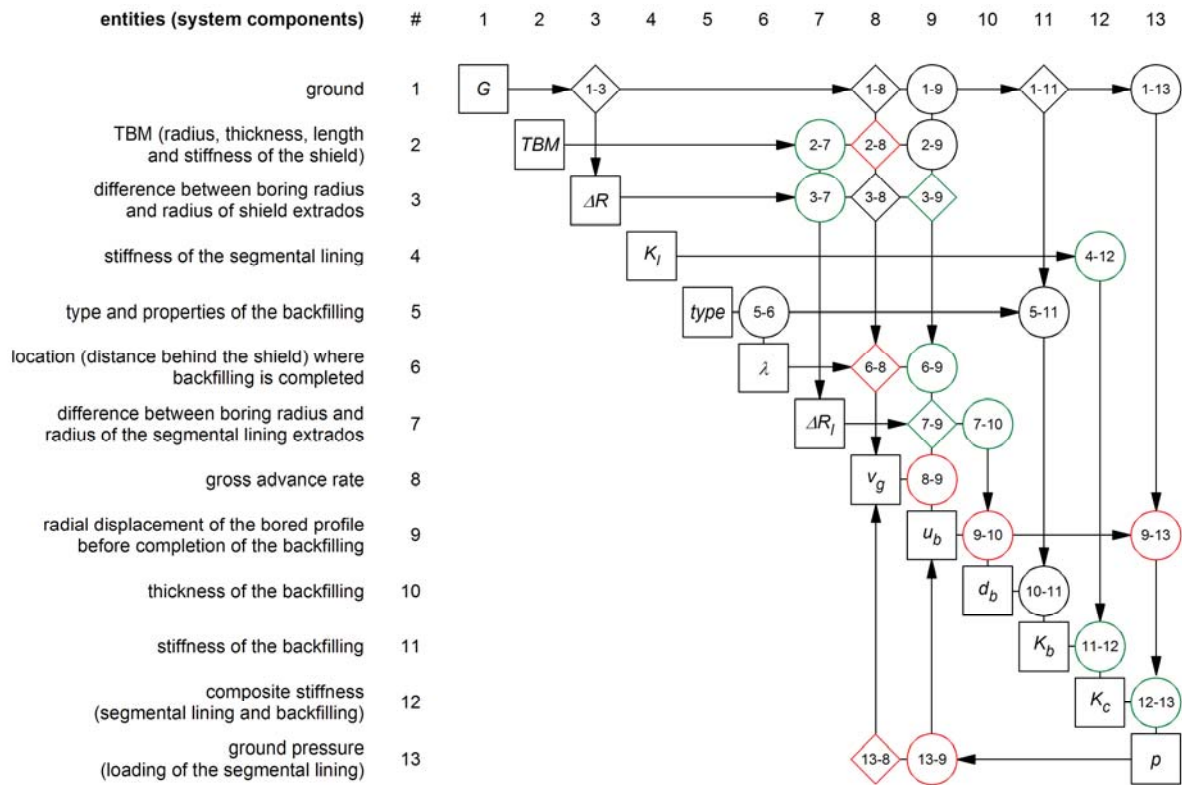 entities (system components) # 1 2 3 4 5 6 7 8 9 10 11 12 13
ground 1 G 1-3 1-8 1-9 1-11 1-13
TBM (radius, thickness, length
and stiffness of the shield) 2 TBM 2-7 2-8 2-9
difference between boring radius
and radius of shield extrados 3 ΔR 3-7 3-8 3-9
stiffness of the segmental lining 4 K_l 4-12
type and properties of the backfilling 5 type 5-6 5-11
location (distance behind the shield) where
backfilling is completed 6 λ 6-8 6-9
difference between boring radius and
radius of the segmental lining extrados 7 ΔR_l 7-9 7-10
gross advance rate 8 v_g 8-9
radial displacement of the bored profile
before completion of the backfilling 9 u_b 9-10 9-13
thickness of the backfilling 10 d_b 10-11
stiffness of the backfilling 11 K_b 11-12
composite stiffness
(segmental lining and backfilling) 12 K_c 12-13
ground pressure
(loading of the segmental lining) 13 13-8 13-9 p